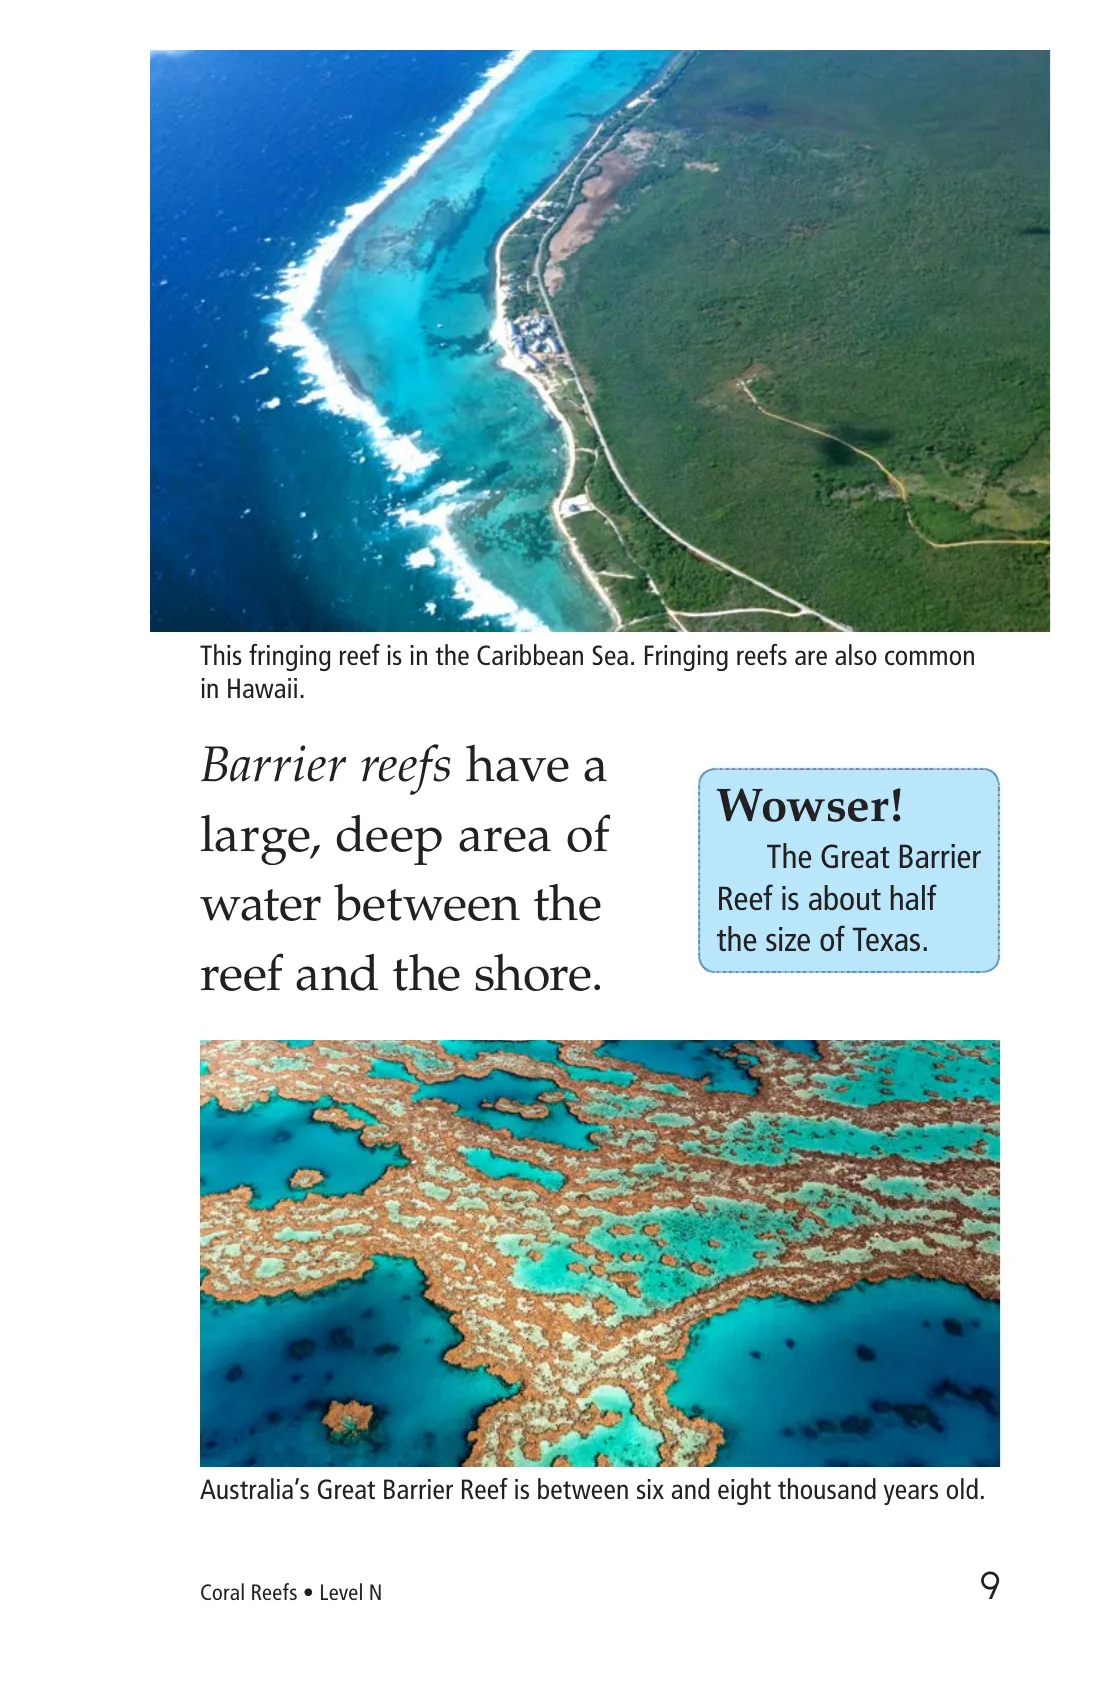 This fringing reef is in the Caribbean Sea. Fringing reefs are also common
in Hawaii.
Barrier reefs have a
large, deep area of
water between the
reef and the shore.
Wowser!
The Great Barrier
Reef is about half
the size of Texas.
Australia's Great Barrier Reef is between six and eight thousand years old.
Coral Reefs • Level N
9